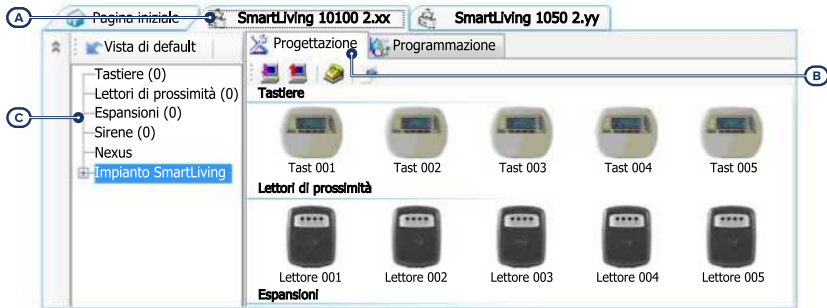 A
Pagina iniziale
SmartLiving 10100 2.xx
SmartLiving 1050 2.yy
Vista di default
Progettazione
Programmazione
B
C
Tastiere (0)
Lettori di prossimità (0)
Espansioni (0)
Sirene (0)
Nexus
Impianto SmartLiving
Tastiere
Tast 001
Tast 002
Tast 003
Tast 004
Tast 005
Lettori di prossimità
Lettore 001
Lettore 002
Lettore 003
Lettore 004
Lettore 005
Espansioni